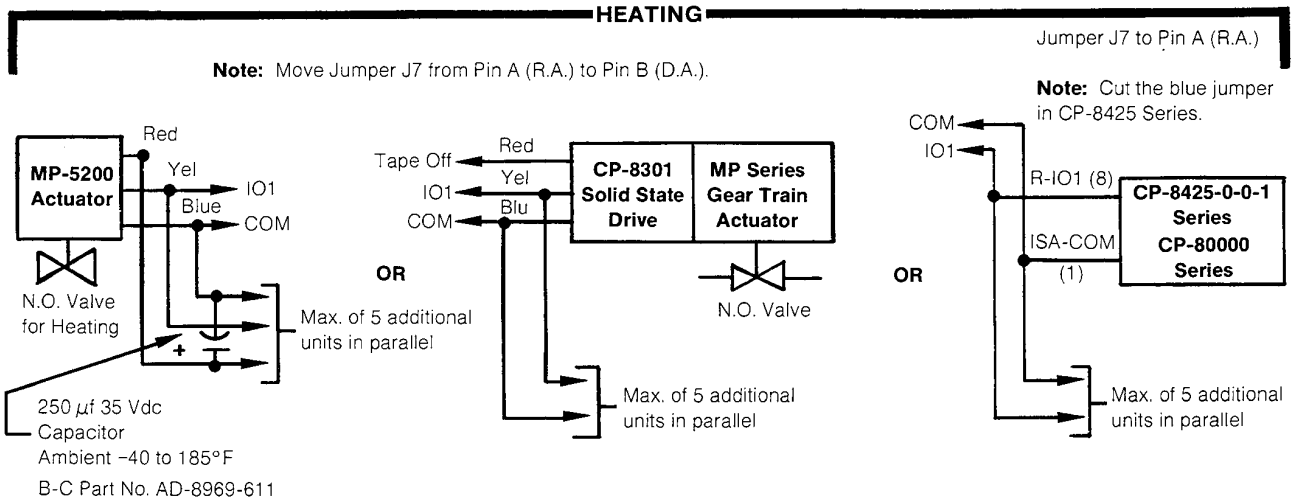 HEATING
Jumper J7 to Pin A (R.A.)
Note: Move Jumper J7 from Pin A (R.A.) to Pin B (D.A.).
Note: Cut the blue jumper
in CP-8425 Series.
MP-5200
Actuator
Red
Yel
IO1
Blue
COM
N.O. Valve
for Heating
+
Max. of 5 additional
units in parallel
250 µf 35 Vdc
Capacitor
Ambient -40 to 185°F
B-C Part No. AD-8969-611
OR
Tape Off
Red
IO1
Yel
COM
Blu
CP-8301
Solid State
Drive
MP Series
Gear Train
Actuator
N.O. Valve
Max. of 5 additional
units in parallel
OR
COM
IO1
R-IO1 (8)
ISA-COM
(1)
CP-8425-0-0-1
Series
CP-80000
Series
Max. of 5 additional
units in parallel